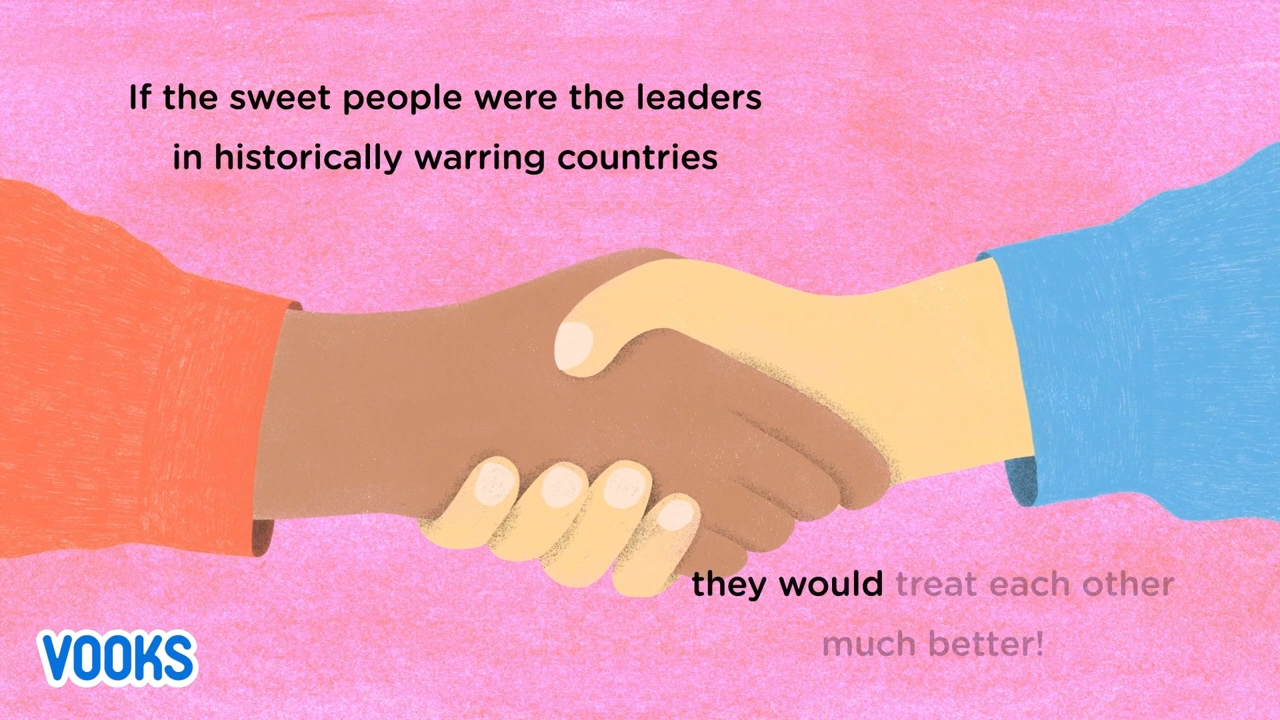 If the sweet people were the leaders
in historically warring countries
they would treat each other
much better!
VOOKS